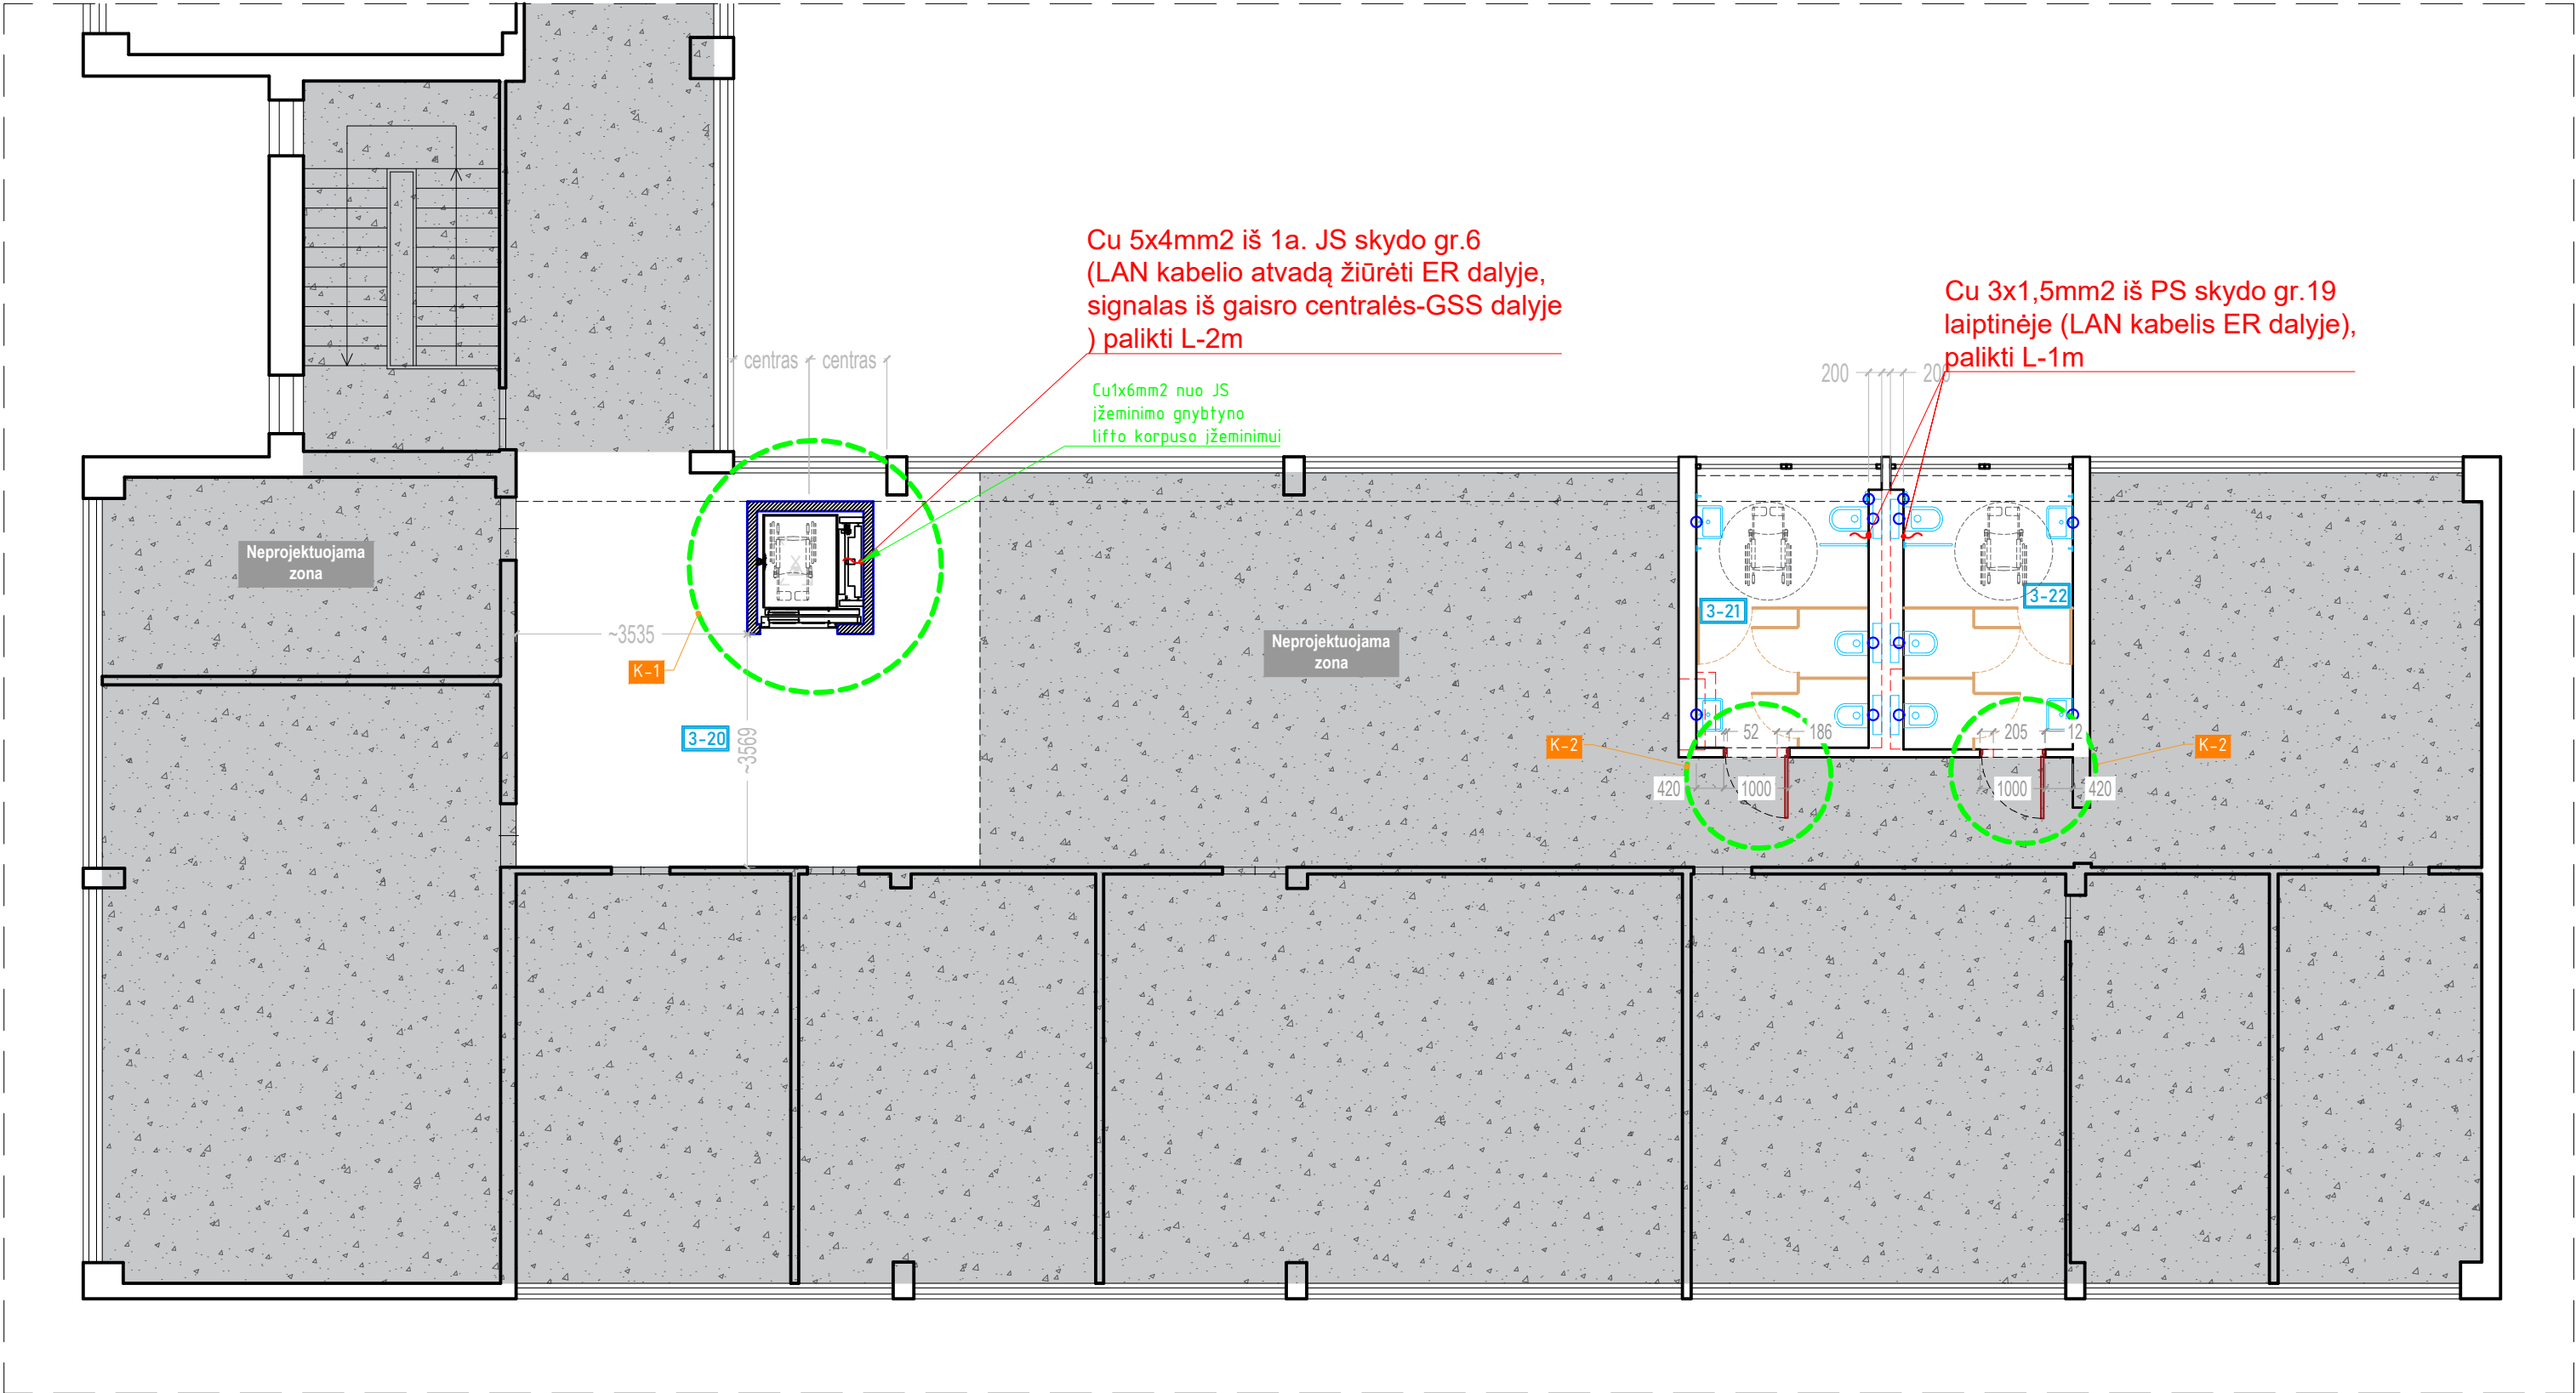 Cu 5x4mm2 iš 1a. JS skydo gr.6
(LAN kabelio atvadą žiūrėti ER dalyje,
signalas iš gaisro centralės-GSS dalyje
) palikti L-2m
Cu 3x1,5mm2 iš PS skydo gr.19
laiptinėje (LAN kabelis ER dalyje),
palikti L-1m
centras
centras
200
200
Cu1x6mm2 nuo JS
įžeminimo gnybtyno
lifto korpuso įžeminimui
Neprojektuojama
zona
~3535
K-1
3-20
~3569
Neprojektuojama
zona
3-21
3-22
K-2
52
186
205
12
K-2
420
1000
1000
420